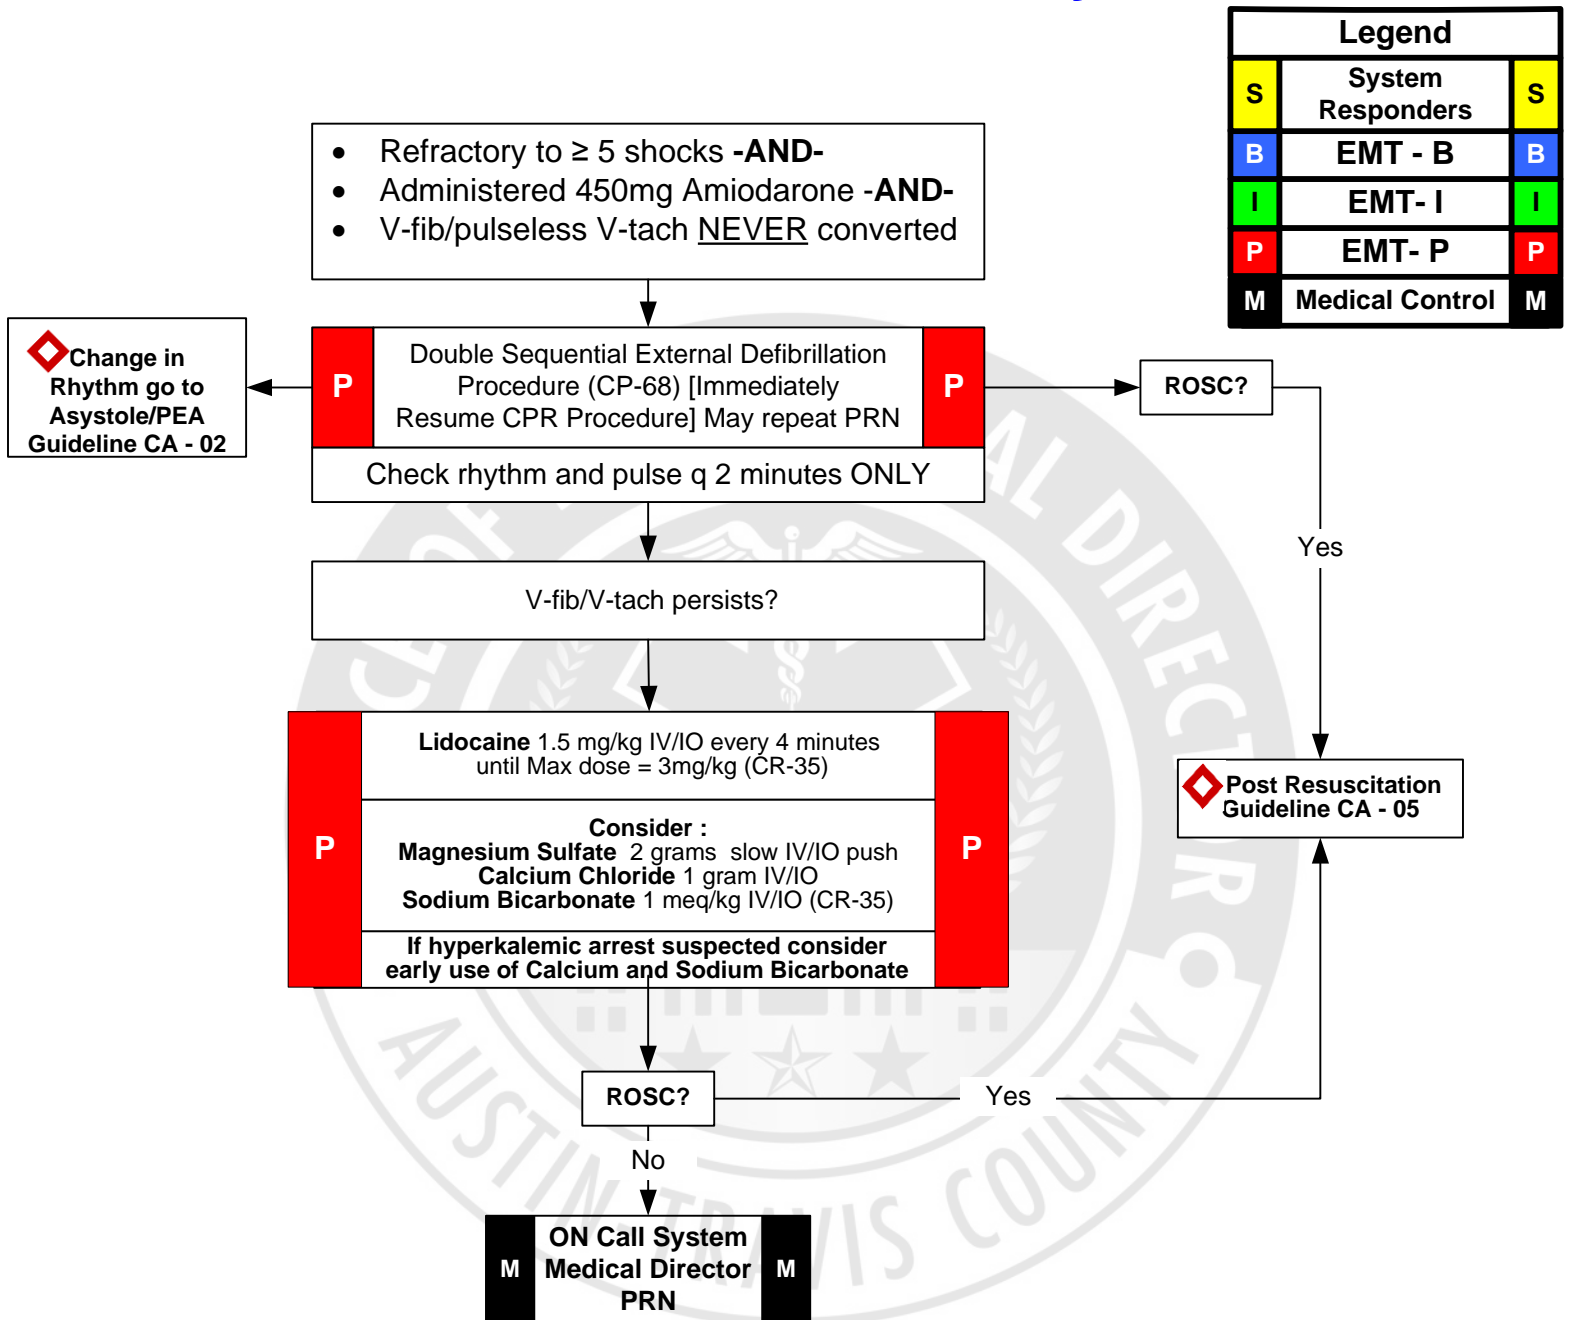 Legend
S System S
Responders
B EMT - B B
I EMT- I I
P EMT- P P
M Medical Control M
• Refractory to ≥ 5 shocks -AND-
• Administered 450mg Amiodarone -AND-
• V-fib/pulseless V-tach NEVER converted
Change in
Rhythm go to
Asystole/PEA
Guideline CA - 02
P P
Double Sequential External Defibrillation
Procedure (CP-68) [Immediately
Resume CPR Procedure] May repeat PRN
Check rhythm and pulse q 2 minutes ONLY
ROSC?
Yes
V-fib/V-tach persists?
P P
Lidocaine 1.5 mg/kg IV/IO every 4 minutes
until Max dose = 3mg/kg (CR-35)
Consider :
Magnesium Sulfate 2 grams slow IV/IO push
Calcium Chloride 1 gram IV/IO
Sodium Bicarbonate 1 meq/kg IV/IO (CR-35)
If hyperkalemic arrest suspected consider
early use of Calcium and Sodium Bicarbonate
Post Resuscitation
Guideline CA - 05
ROSC?
Yes
No
M M
ON Call System
Medical Director
PRN
DIRECTOR
AUSTIN-TRAVIS COUNTY